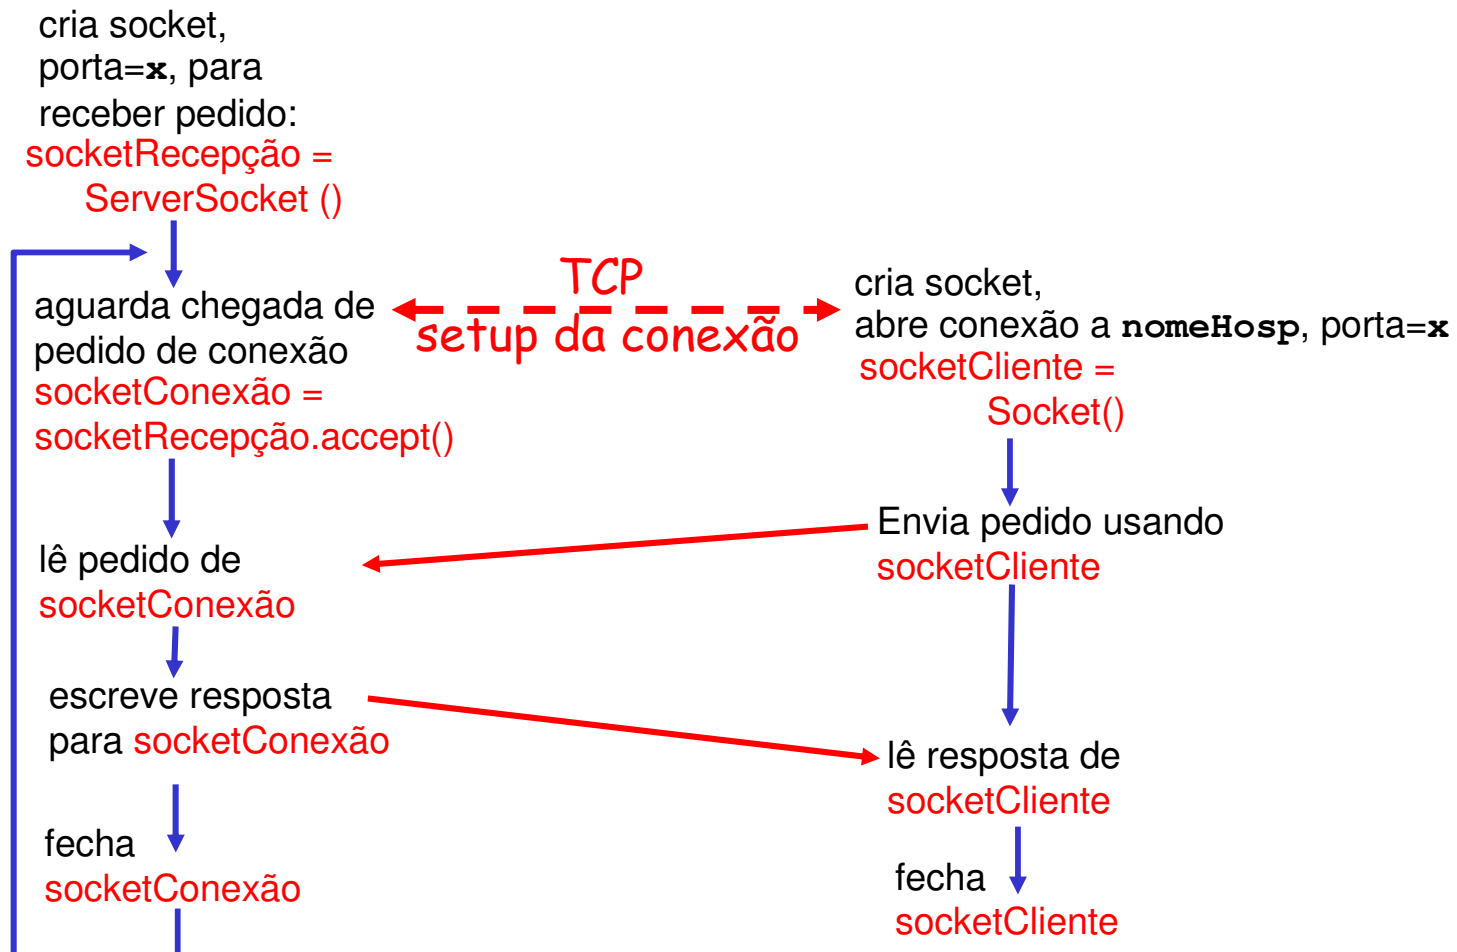 cria socket,
porta=x, para
receber pedido:
socketRecepção =
ServerSocket ()
aguarda chegada de
pedido de conexão
socketConexão =
socketRecepção.accept()
lê pedido de
socketConexão
escreve resposta
para socketConexão
fecha
socketConexão
TCP
setup da conexão
cria socket,
abre conexão a nomeHosp, porta=x
socketCliente =
Socket()
Envia pedido usando
socketCliente
lê resposta de
socketCliente
fecha
socketCliente